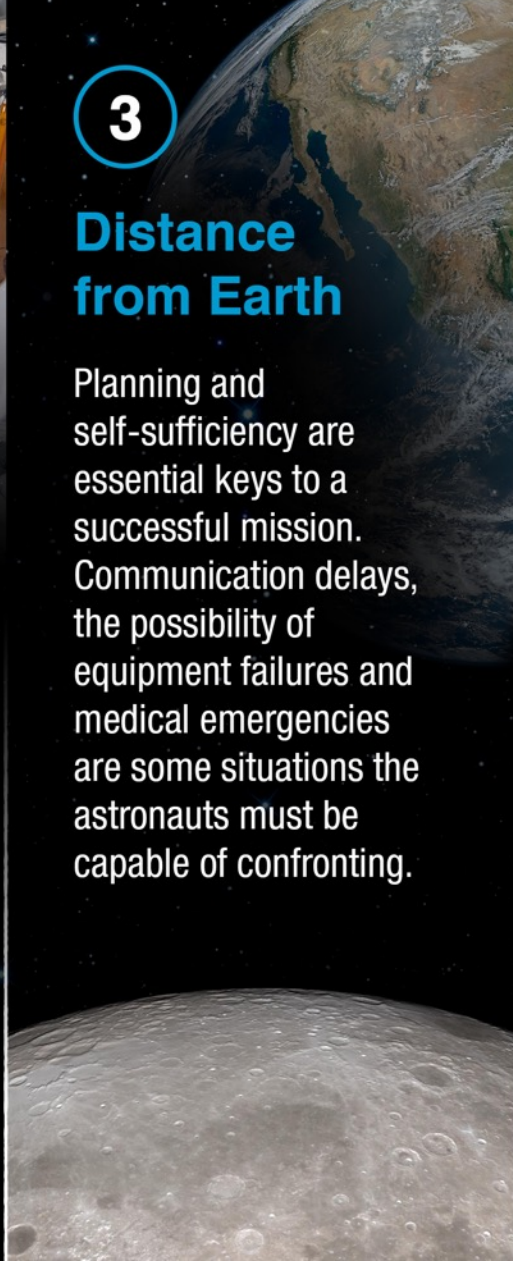 3
Distance
from Earth
Planning and
self-sufficiency are
essential keys to a
successful mission.
Communication delays,
the possibility of
equipment failures and
medical emergencies
are some situations the
astronauts must be
capable of confronting.